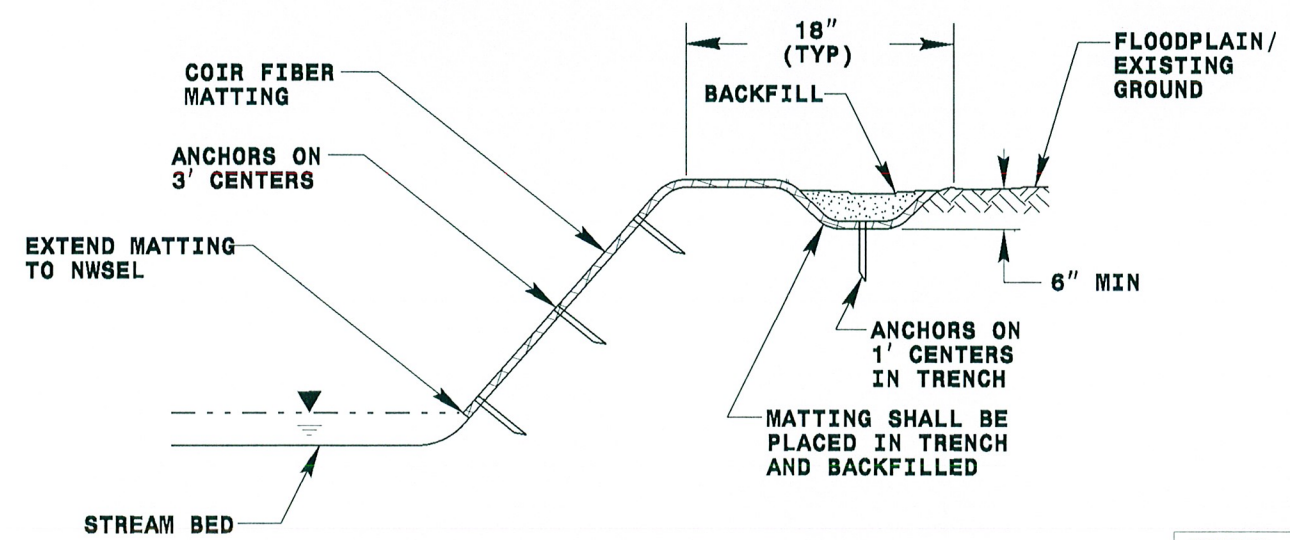 18"
(TYP)
FLOODPLAIN/
EXISTING
GROUND
COIR FIBER
MATTING
BACKFILL
ANCHORS ON
3' CENTERS
EXTEND MATTING
TO NWSEL
6" MIN
ANCHORS ON
1' CENTERS
IN TRENCH
MATTING SHALL BE
PLACED IN TRENCH
AND BACKFILLED
STREAM BED